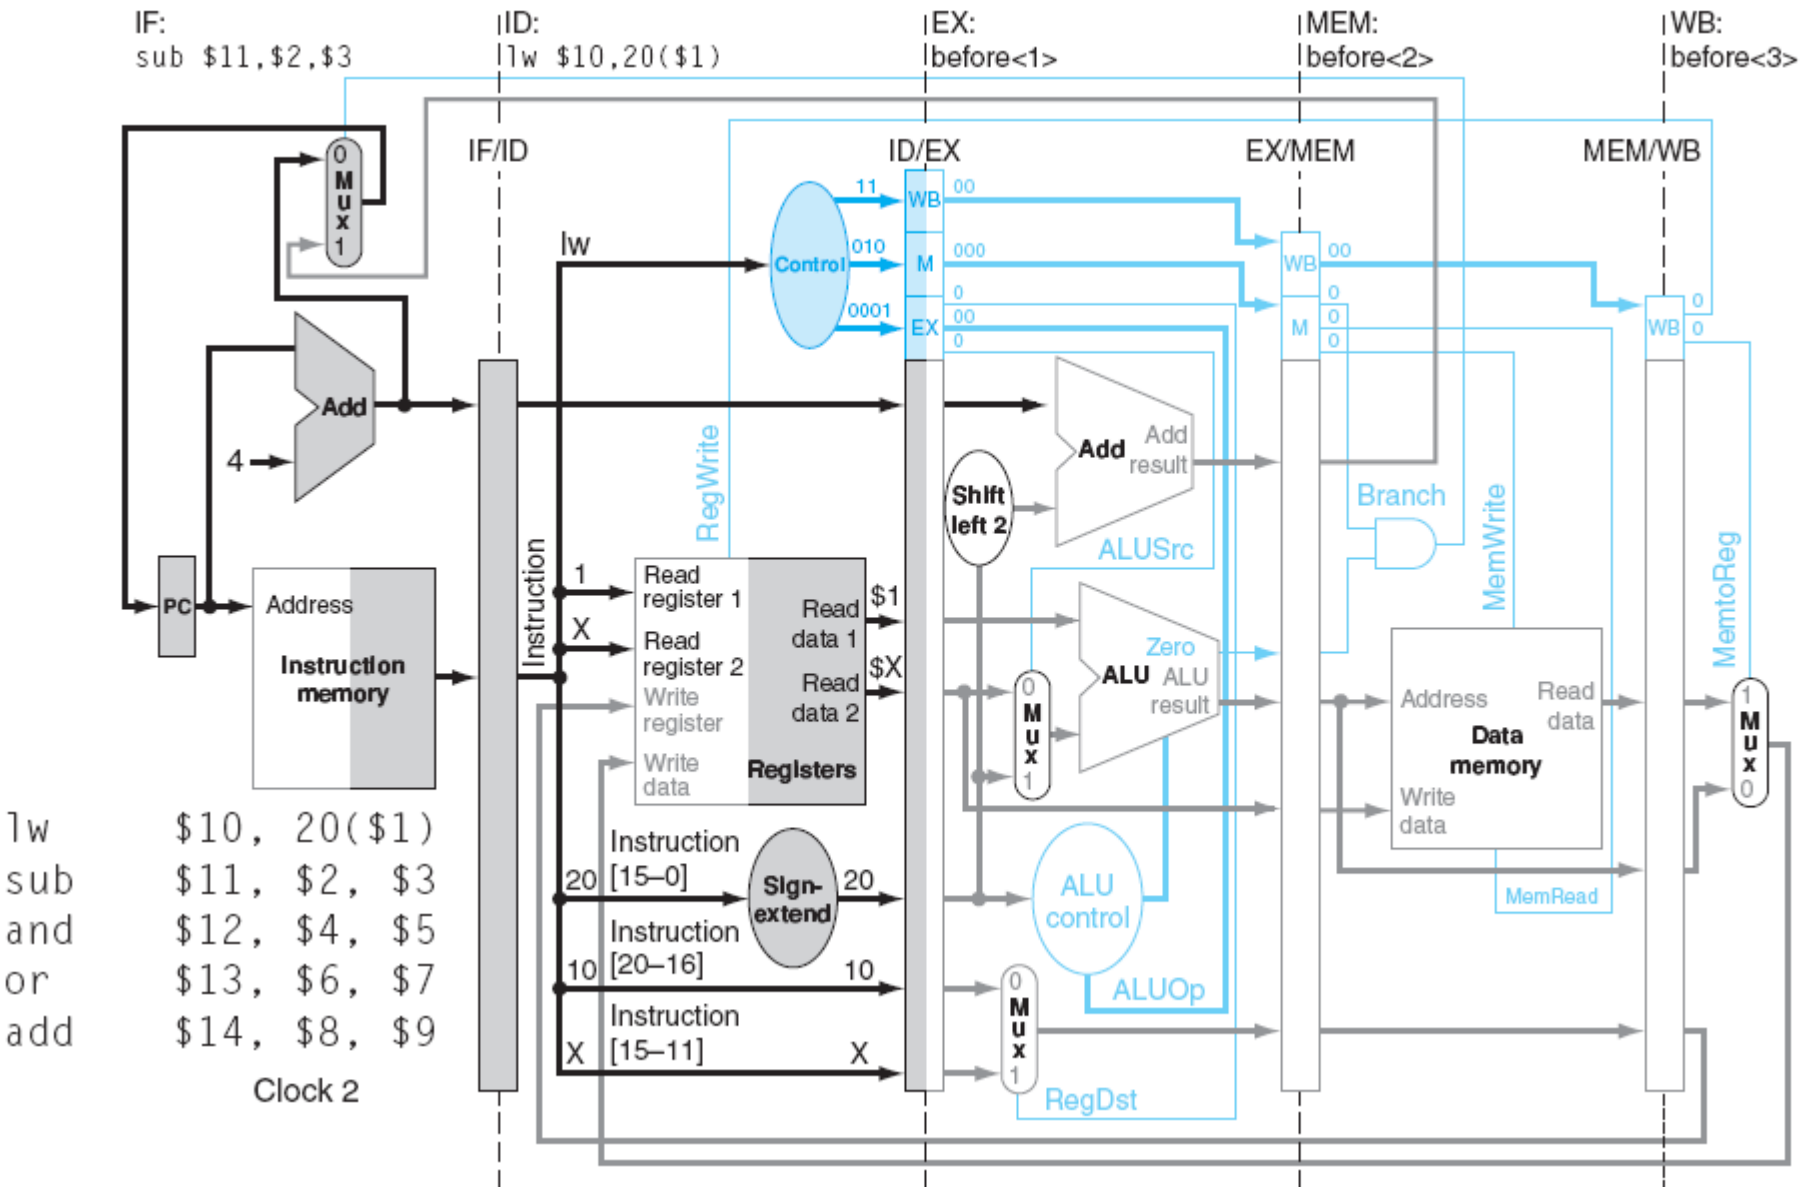 IF:
sub $11,$2,$3
ID:
lw $10,20($1)
EX:
before<1>
MEM:
before<2>
WB:
before<3>
IF/ID
ID/EX
EX/MEM
MEM/WB
0
Mux
1
Add
4
PC
Address
Instruction
memory
Instruction
lw
Control
11
010
0001
WB
M
EX
00
000
0
00
0
WB
M
00
0
0
0
WB
0
0
RegWrite
1
X
Read
register 1
Read
register 2
Write
register
Write
data
Read
data 1
Read
data 2
Registers
$1
$X
Shift
left 2
Add
Add
result
ALUSrc
0
Mux
1
ALU
Zero
ALU
result
Branch
MemWrite
MemtoReg
Address
Read
data
Data
memory
Write
data
MemRead
1
Mux
0
Instruction
[15–0]
20
Sign-
extend
20
Instruction
[20–16]
10
10
Instruction
[15–11]
X
X
ALU
control
ALUOp
0
Mux
1
RegDst
lw $10, 20($1)
sub $11, $2, $3
and $12, $4, $5
or $13, $6, $7
add $14, $8, $9
Clock 2